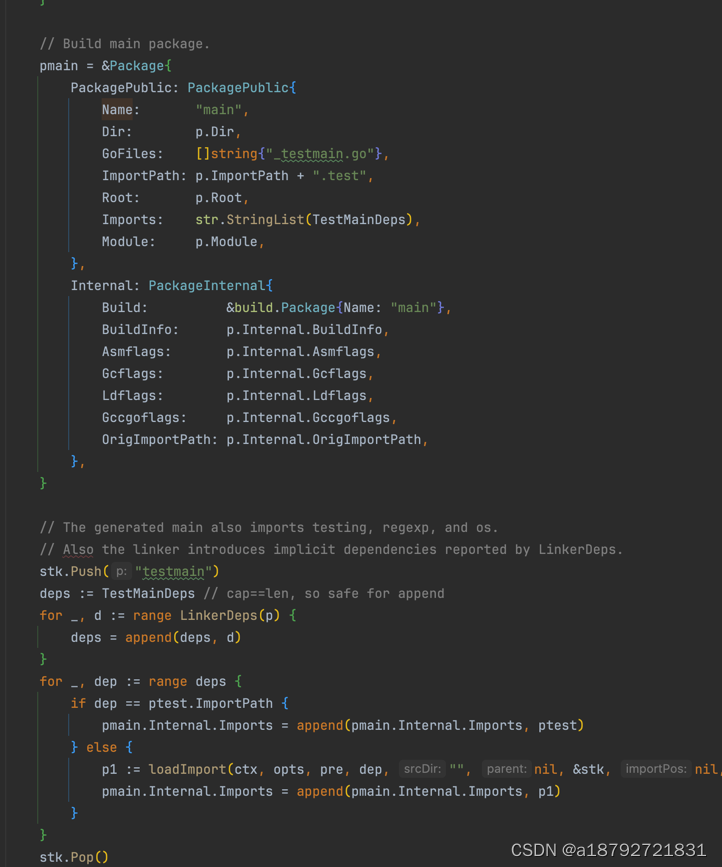 }
// Build main package.
pmain = &Package{
PackagePublic: PackagePublic{
Name: "main",
Dir: p.Dir,
GoFiles: []string{"_testmain.go"},
ImportPath: p.ImportPath + ".test",
Root: p.Root,
Imports: str.StringList(TestMainDeps),
Module: p.Module,
},
Internal: PackageInternal{
Build: &build.Package{Name: "main"},
BuildInfo: p.Internal.BuildInfo,
Asmflags: p.Internal.Asmflags,
Gcflags: p.Internal.Gcflags,
Ldflags: p.Internal.Ldflags,
Gccgoflags: p.Internal.Gccgoflags,
OrigImportPath: p.Internal.OrigImportPath,
},
}
// The generated main also imports testing, regexp, and os.
// Also the linker introduces implicit dependencies reported by LinkerDeps.
stk.Push( p: "testmain")
deps := TestMainDeps // cap==len, so safe for append
for _, d := range LinkerDeps(p) {
deps = append(deps, d)
}
for _, dep := range deps {
if dep == ptest.ImportPath {
pmain.Internal.Imports = append(pmain.Internal.Imports, ptest)
} else {
p1 := loadImport(ctx, opts, pre, dep, srcDir: "", parent: nil, &stk, importPos: nil,
pmain.Internal.Imports = append(pmain.Internal.Imports, p1)
}
}
stk.Pop()
CSDN @a18792721831